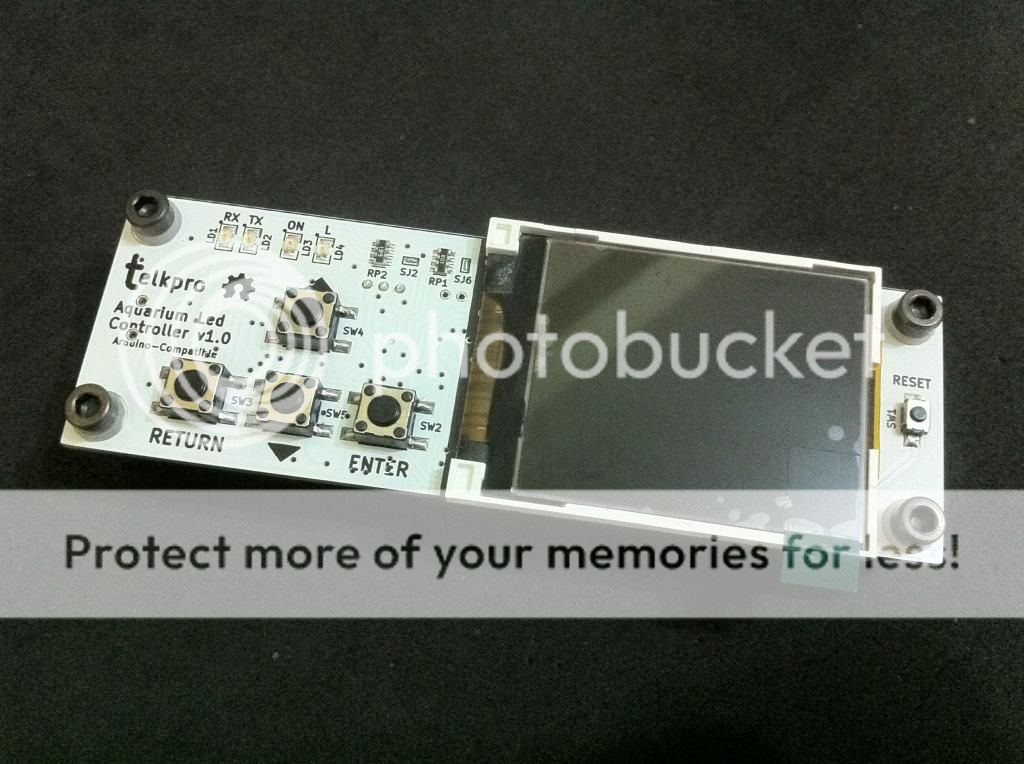 RX TX ON L
LD1 LD2 LD3 LD4
RP2 SJ2 RP1 SJ6
telkpro
Aquarium Led
Controller v1.0
Arduino-Compatible
SW4
photobucket
RESET
SW1
SW3 SW5 SW2
RETURN
ENTER
Protect more of your memories for less!